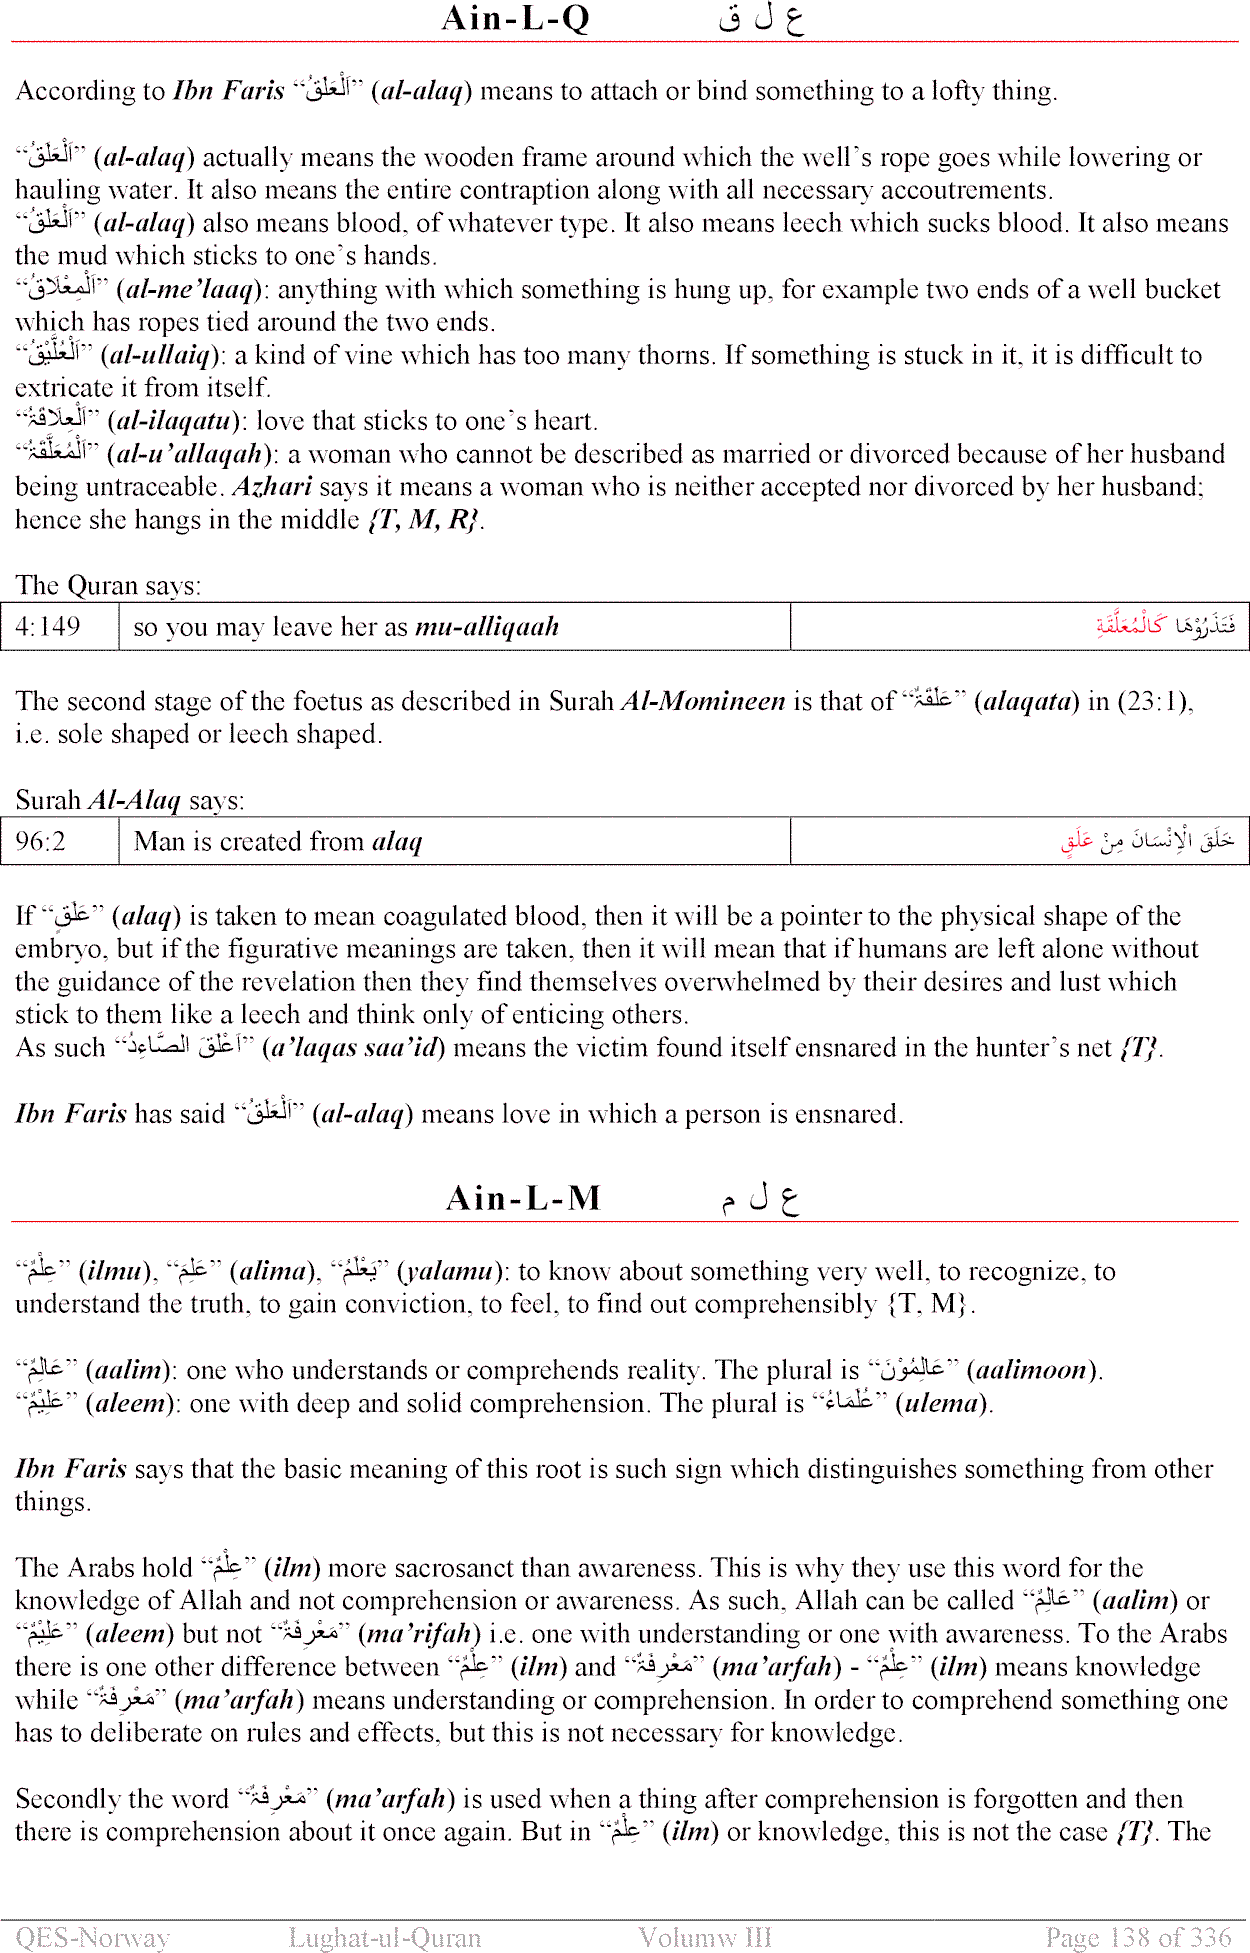 Ain-L-Q ع ل ق
According to Ibn Faris “اَلْعَلَقُ” (al-alaq) means to attach or bind something to a lofty thing.
“اَلْعَلَقُ” (al-alaq) actually means the wooden frame around which the well’s rope goes while lowering or
hauling water. It also means the entire contraption along with all necessary accoutrements.
“اَلْعَلَقُ” (al-alaq) also means blood, of whatever type. It also means leech which sucks blood. It also means
the mud which sticks to one’s hands.
“اَلْمِعْلَاقُ” (al-me’laaq): anything with which something is hung up, for example two ends of a well bucket
which has ropes tied around the two ends.
“اَلْعُلَّيْقُ” (al-ullaiq): a kind of vine which has too many thorns. If something is stuck in it, it is difficult to
extricate it from itself.
“اَلْعِلَاقَۃُ” (al-ilaqatu): love that sticks to one’s heart.
“اَلْمُعَلَّقَۃُ” (al-u’allaqah): a woman who cannot be described as married or divorced because of her husband
being untraceable. Azhari says it means a woman who is neither accepted nor divorced by her husband;
hence she hangs in the middle {T, M, R}.
The Quran says:
4:149 so you may leave her as mu-alliqaah فَتَذَرُوْهَا كَالْمُعَلَّقَةِ
The second stage of the foetus as described in Surah Al-Momineen is that of “عَلَقَۃٌ” (alaqata) in (23:1),
i.e. sole shaped or leech shaped.
Surah Al-Alaq says:
96:2 Man is created from alaq خَلَقَ الْاِنْسَانَ مِنْ عَلَقٍ
If “عَلَقٍ” (alaq) is taken to mean coagulated blood, then it will be a pointer to the physical shape of the
embryo, but if the figurative meanings are taken, then it will mean that if humans are left alone without
the guidance of the revelation then they find themselves overwhelmed by their desires and lust which
stick to them like a leech and think only of enticing others.
As such “اَعْلَقَ الصَّاءِدُ” (a’laqas saa’id) means the victim found itself ensnared in the hunter’s net {T}.
Ibn Faris has said “اَلْعَلَقُ” (al-alaq) means love in which a person is ensnared.
Ain-L-M ع ل م
“عِلْمٌ” (ilmu), “عَلِمَ” (alima), “يَعْلَمُ” (yalamu): to know about something very well, to recognize, to
understand the truth, to gain conviction, to feel, to find out comprehensibly {T, M}.
“عَالِمٌ” (aalim): one who understands or comprehends reality. The plural is “عَالِمُوْنَ” (aalimoon).
“عَلِيْمٌ” (aleem): one with deep and solid comprehension. The plural is “عُلَمَاءُ” (ulema).
Ibn Faris says that the basic meaning of this root is such sign which distinguishes something from other
things.
The Arabs hold “عِلْمٌ” (ilm) more sacrosanct than awareness. This is why they use this word for the
knowledge of Allah and not comprehension or awareness. As such, Allah can be called “عَالِمٌ” (aalim) or
“عَلِيْمٌ” (aleem) but not “مَعْرِفَۃٌ” (ma’rifah) i.e. one with understanding or one with awareness. To the Arabs
there is one other difference between “عِلْمٌ” (ilm) and “مَعْرِفَۃٌ” (ma’arfah) - “عِلْمٌ” (ilm) means knowledge
while “مَعْرِفَۃٌ” (ma’arfah) means understanding or comprehension. In order to comprehend something one
has to deliberate on rules and effects, but this is not necessary for knowledge.
Secondly the word “مَعْرِفَۃٌ” (ma’arfah) is used when a thing after comprehension is forgotten and then
there is comprehension about it once again. But in “عِلْمٌ” (ilm) or knowledge, this is not the case {T}. The
QES-Norway Lughat-ul-Quran Volumw III Page 138 of 336